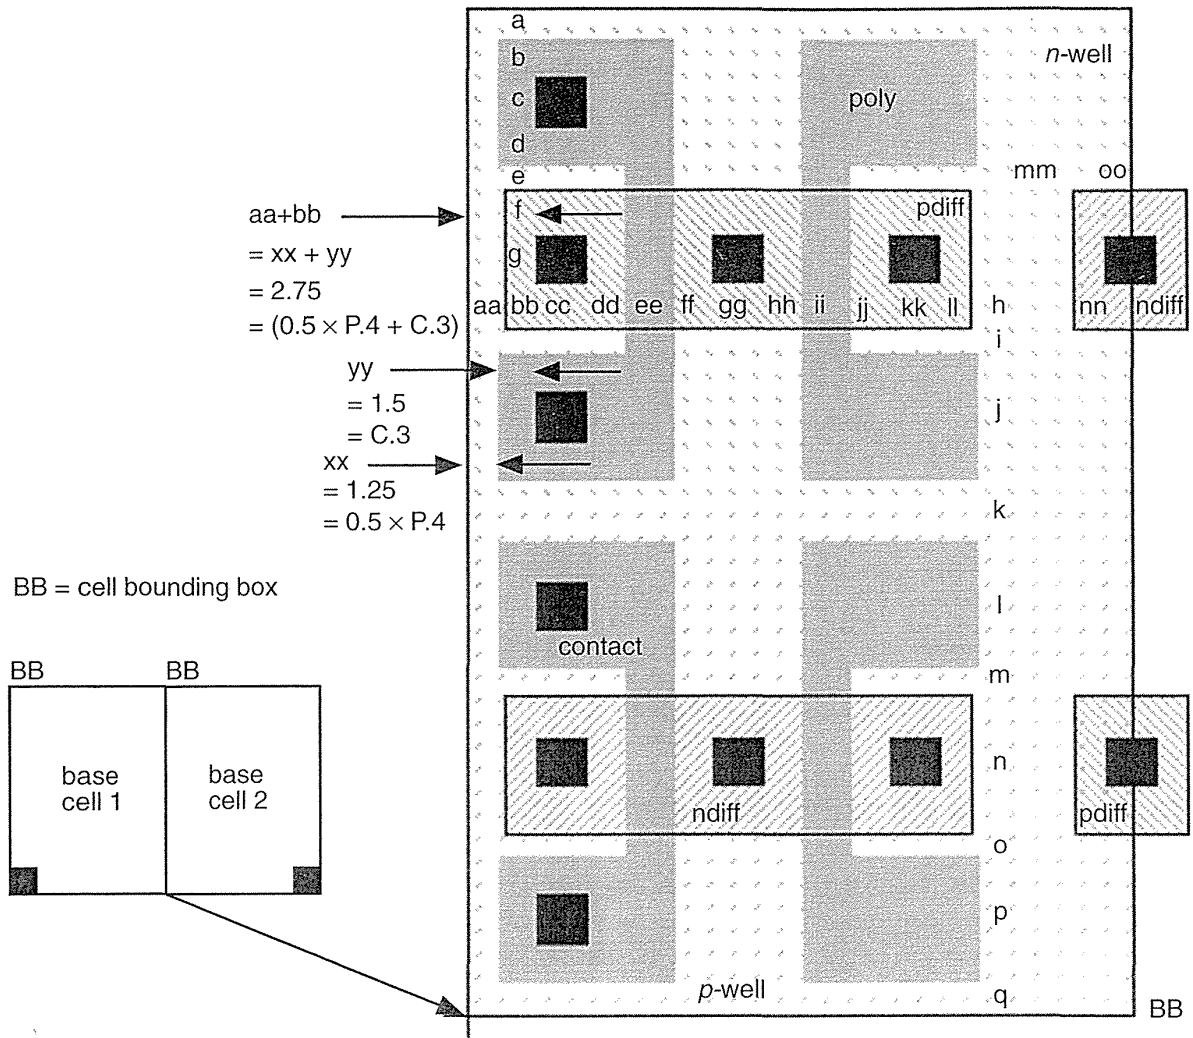 a
b
n-well
c
poly
d
e
mm oo
aa+bb
f
pdiff
= xx + yy
g
= 2.75
aa bb cc dd ee ff gg hh ii jj kk ll h nn ndiff
= (0.5 × P.4 + C.3)
i
yy
= 1.5
j
= C.3
xx
= 1.25
k
= 0.5 × P.4
BB = cell bounding box
l
contact
BB BB
m
base
cell 1
base
cell 2
n
ndiff
pdiff
o
p
p-well
q
BB